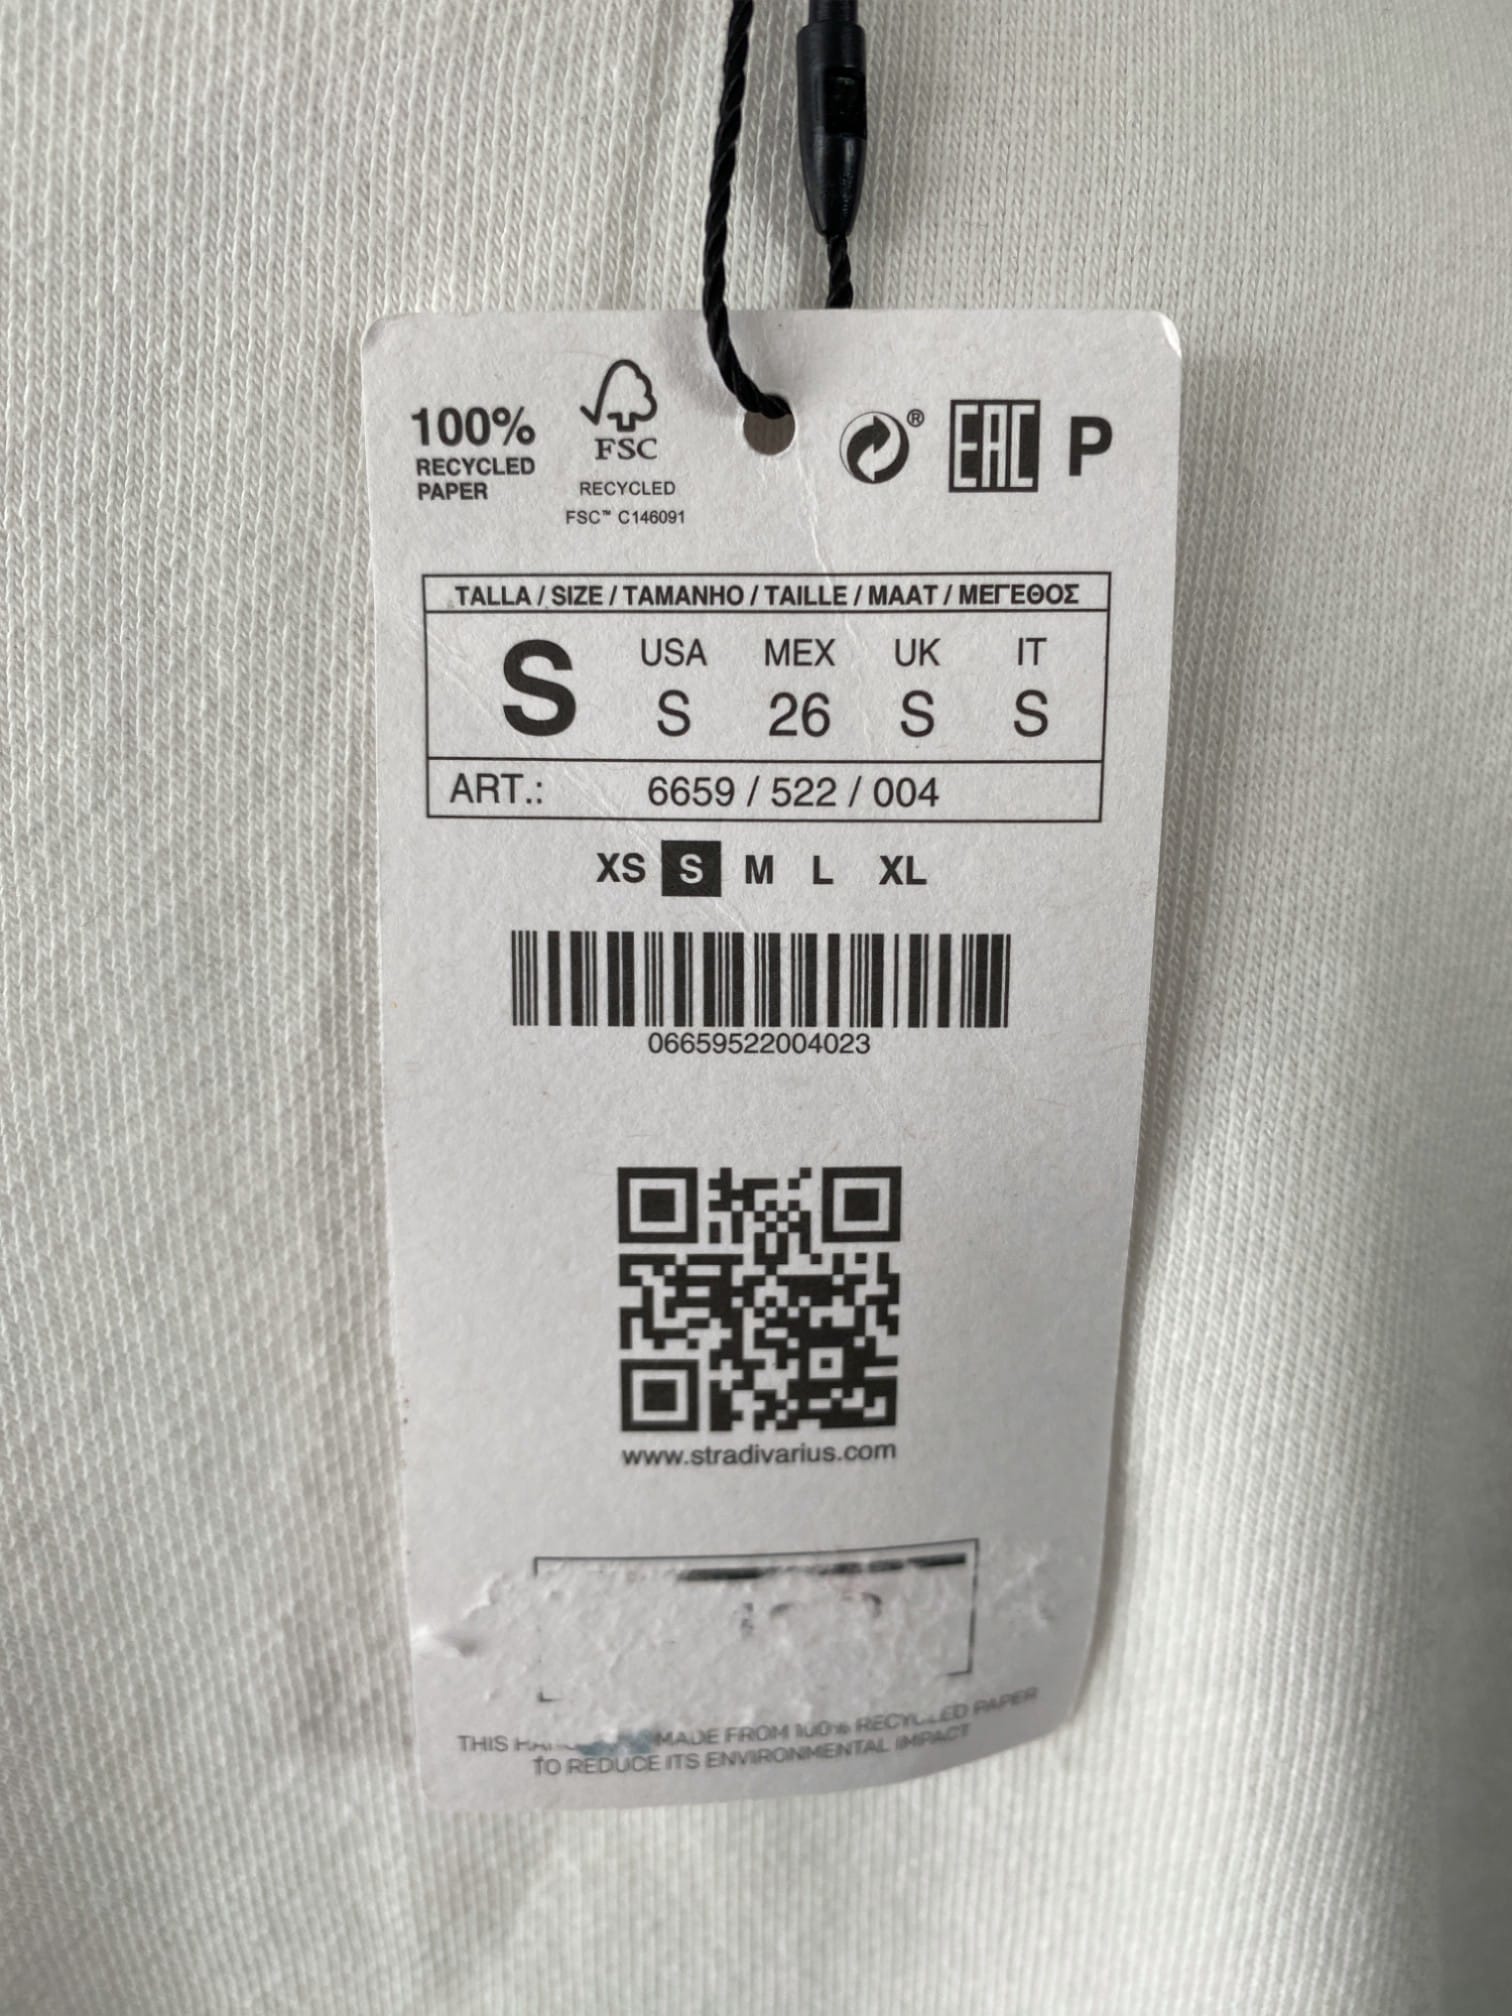 100%
RECYCLED
PAPER
FSC
RECYCLED
FSC™ C146091
®
EAC
P
TALLA / SIZE / TAMANHO / TAILLE / MAAT / ΜΕΓΕΘΟΣ
S
USA MEX UK IT
S 26 S S
ART.: 6659 / 522 / 004
XS S M L XL
06659522004023
www.stradivarius.com
THIS MADE FROM 100% RECYCLED PAPER
TO REDUCE ITS ENVIRONMENTAL IMPACT